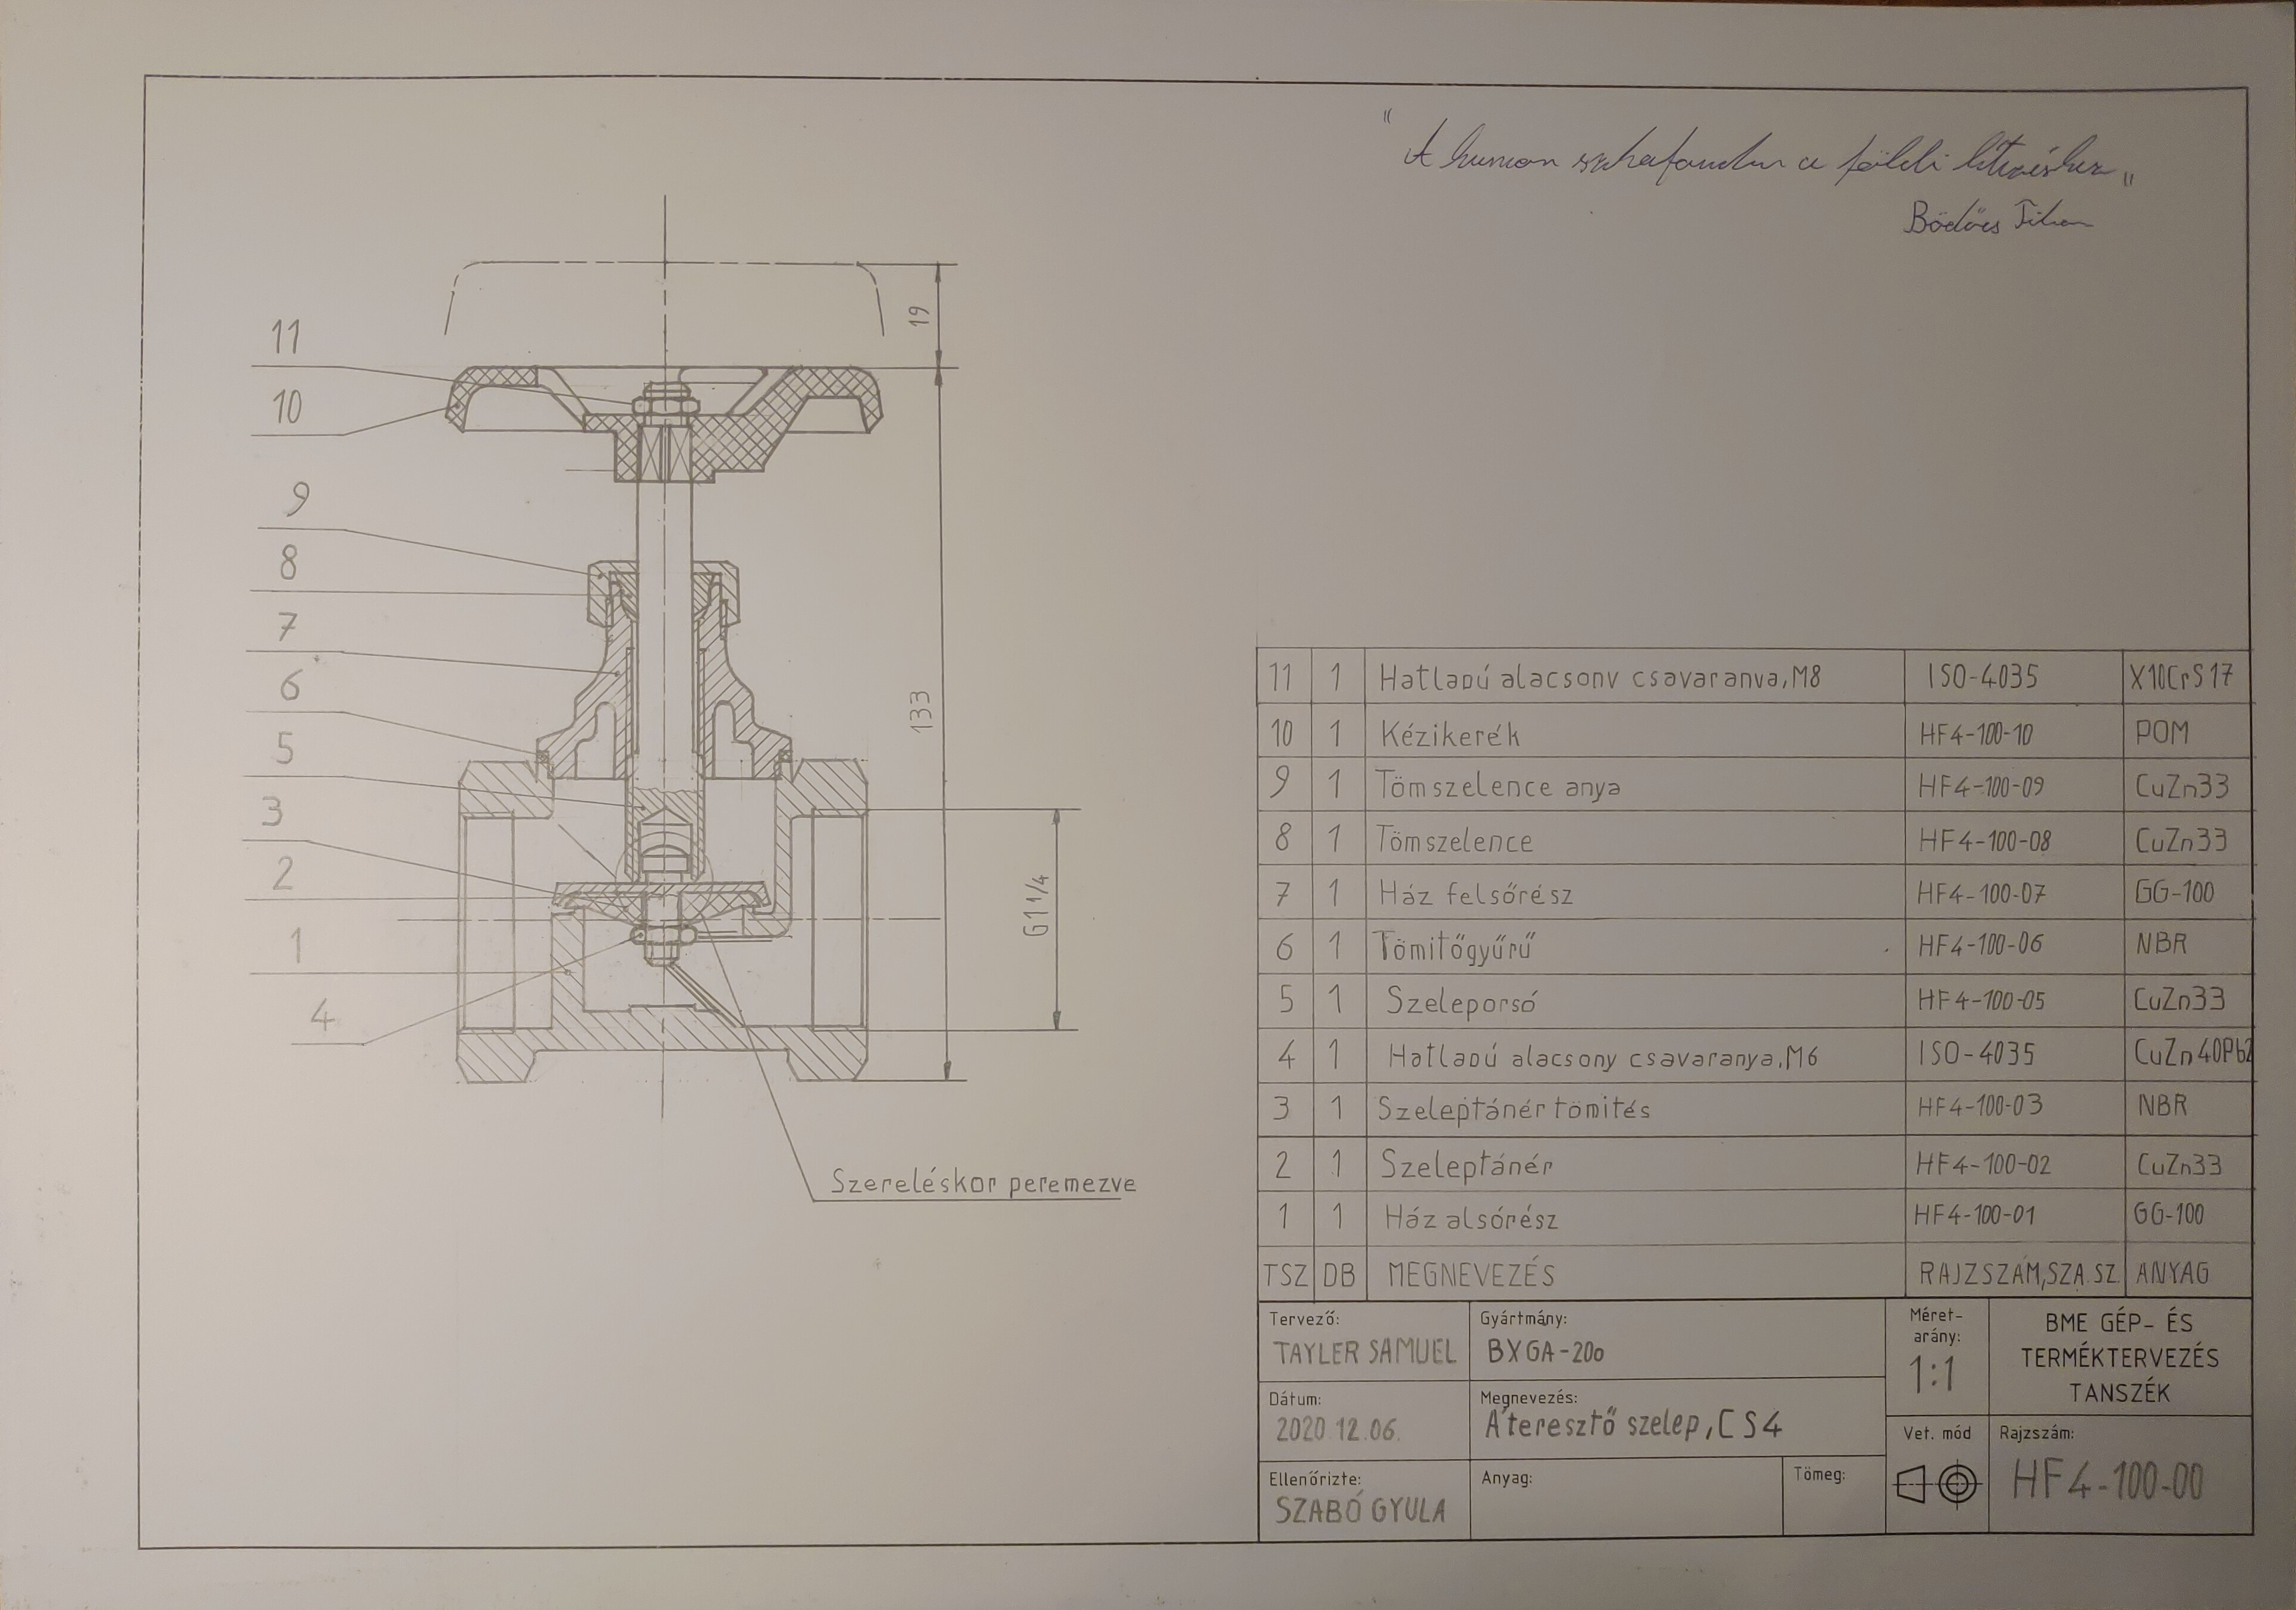 "A humor szkafander a földi létezéshez"
Bödőcs Tibor
19
11
10
9
8
7
6
5
3
2
1
4
133
G1 1/4
Szereléskor peremezve
11 1 Hatlapú alacsony csavaranya, M8 ISO-4035 X10CrS17
10 1 Kézikerék HF4-100-10 POM
9 1 Tömszelence anya HF4-100-09 CuZn33
8 1 Tömszelence HF4-100-08 CuZn33
7 1 Ház felsőrész HF4-100-07 GG-100
6 1 Tömitőgyűrű HF4-100-06 NBR
5 1 Szeleporsó HF4-100-05 CuZn33
4 1 Hatlapú alacsony csavaranya, M6 ISO-4035 CuZn40Pb2
3 1 Szeleptánér tömités HF4-100-03 NBR
2 1 Szeleptánér HF4-100-02 CuZn33
1 1 Ház alsórész HF4-100-01 GG-100
TSZ DB MEGNEVEZÉS RAJZSZÁM, SZA.SZ. ANYAG
Tervező:
TAYLER SAMUEL
Gyártmány:
BXGA-200
Méret-
arány:
1:1
BME GÉP- ÉS
TERMÉKTERVEZÉS
TANSZÉK
Dátum:
2020.12.06.
Megnevezés:
Áteresztő szelep, CS4
Ellenőrizte:
SZABÓ GYULA
Anyag:
Tömeg:
Vet. mód
Rajzszám:
HF4-100-00